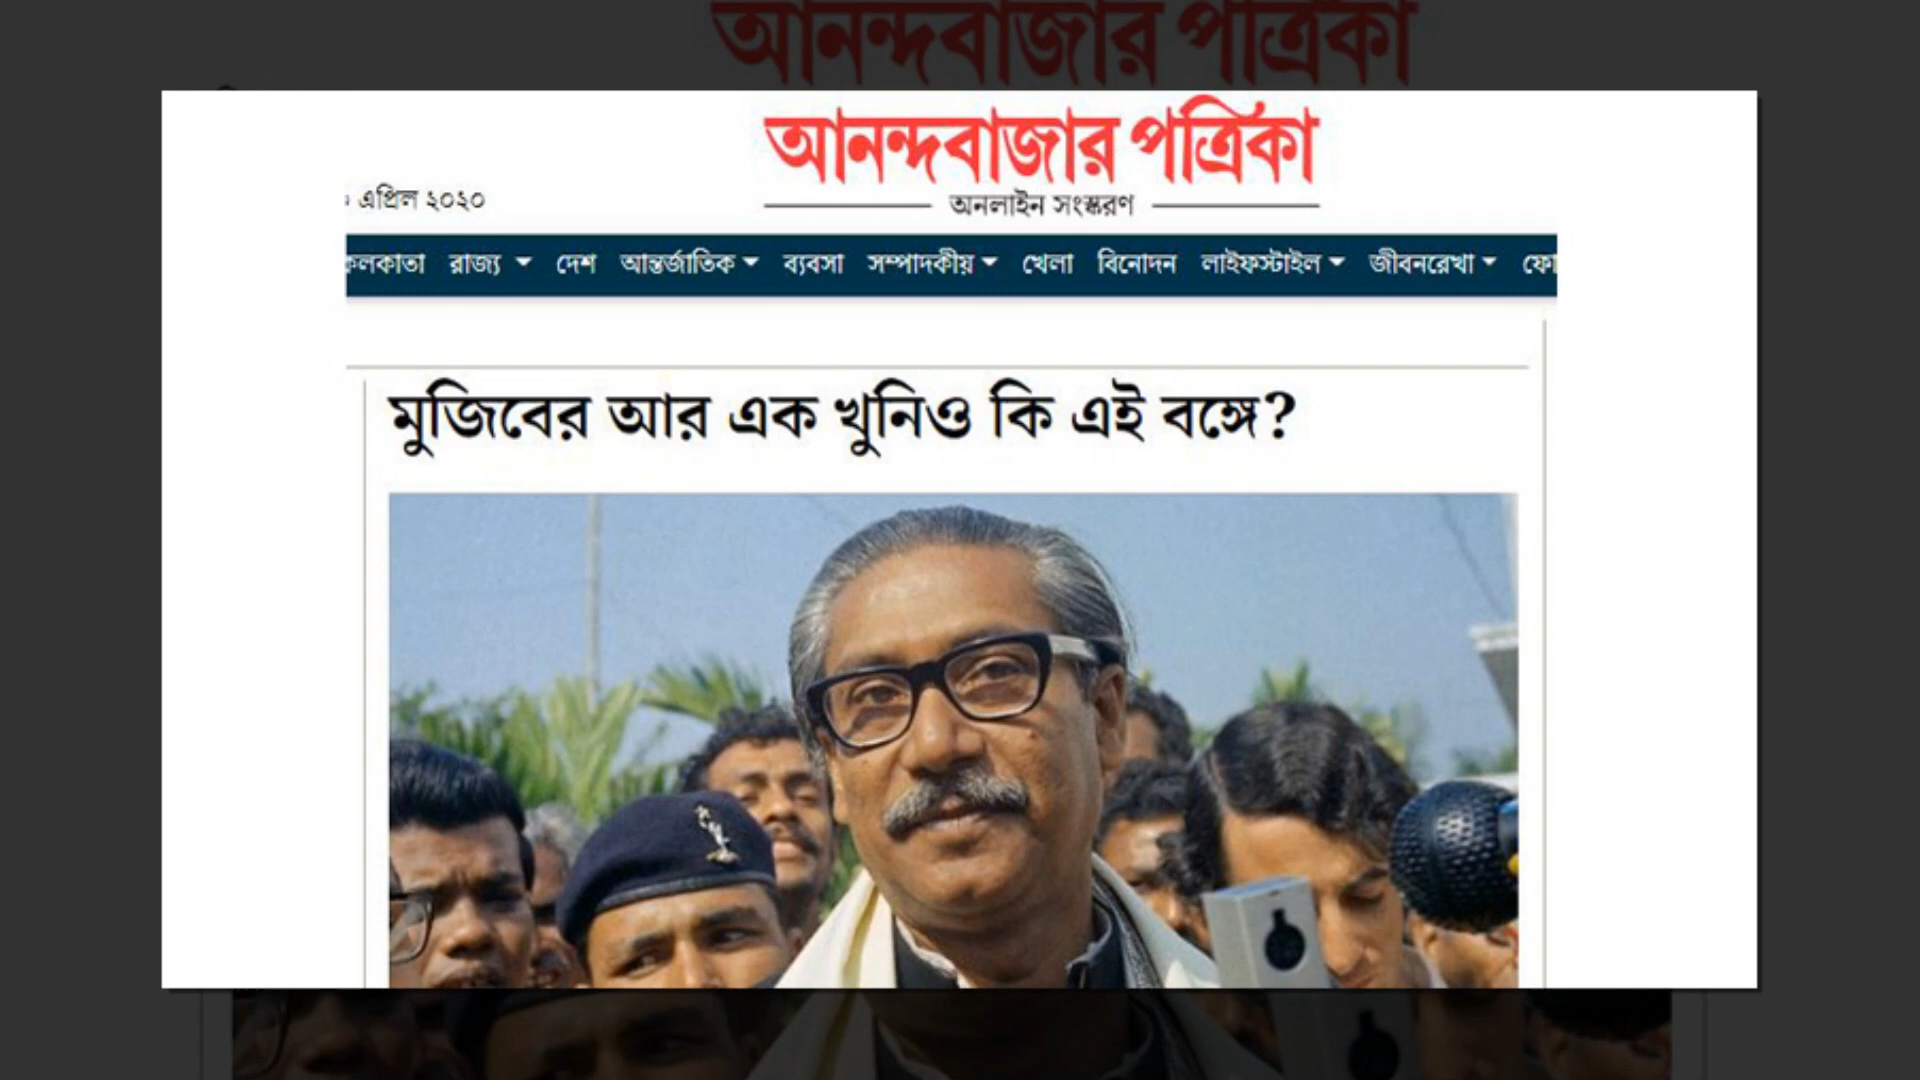 আনন্দবাজার পত্রিকা
আনন্দবাজার পত্রিকা
এপ্রিল ২০২০
অনলাইন সংস্করণ
কলকাতা রাজ্য দেশ আন্তর্জাতিক ব্যবসা সম্পাদকীয় খেলা বিনোদন লাইফস্টাইল জীবনরেখা ফো
মুজিবের আর এক খুনিও কি এই বঙ্গে?